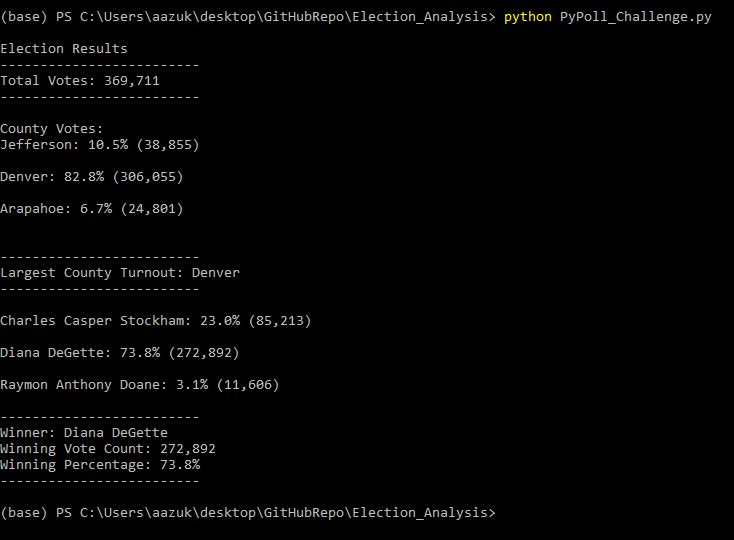 (base) PS C:\Users\aazuk\desktop\GitHubRepo\Election_Analysis> python PyPoll_Challenge.py
Election Results
-------------------------
Total Votes: 369,711
-------------------------
County Votes:
Jefferson: 10.5% (38,855)
Denver: 82.8% (306,055)
Arapahoe: 6.7% (24,801)
-------------------------
Largest County Turnout: Denver
-------------------------
Charles Casper Stockham: 23.0% (85,213)
Diana DeGette: 73.8% (272,892)
Raymon Anthony Doane: 3.1% (11,606)
-------------------------
Winner: Diana DeGette
Winning Vote Count: 272,892
Winning Percentage: 73.8%
-------------------------
(base) PS C:\Users\aazuk\desktop\GitHubRepo\Election_Analysis>